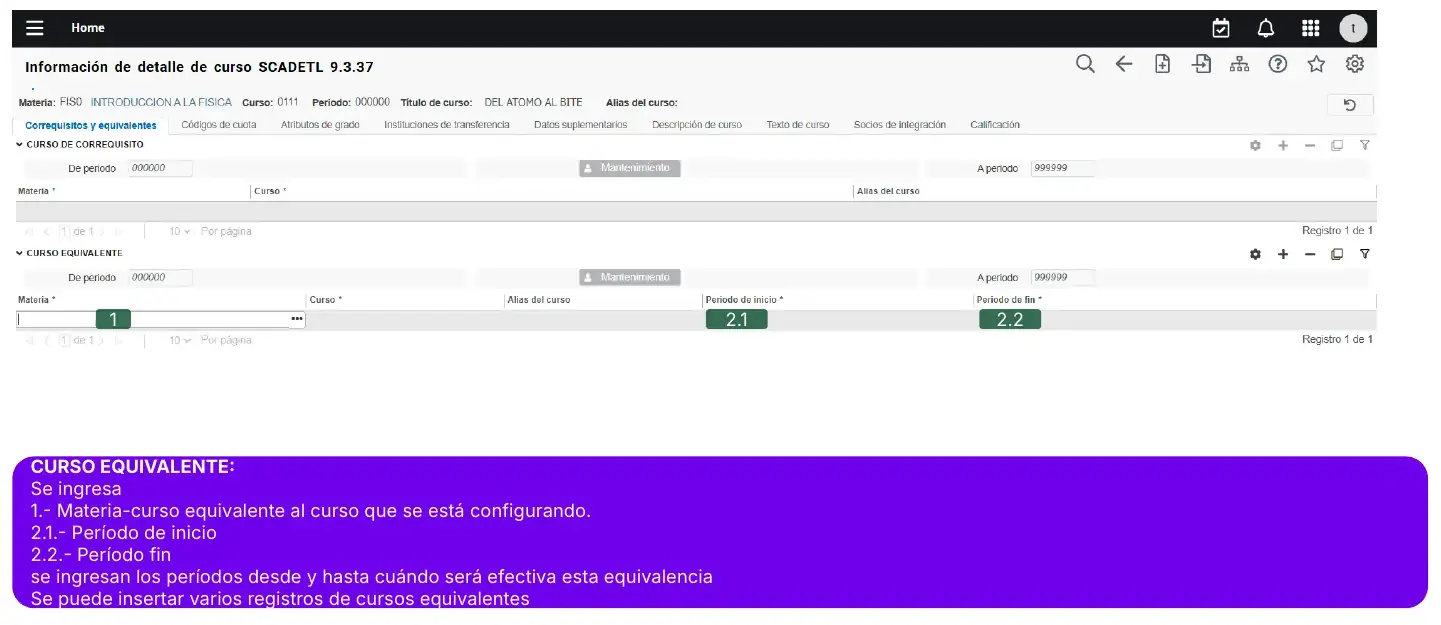 Home
t
Información de detalle de curso SCADETL 9.3.37
Materia: FIS0 INTRODUCCION A LA FISICA Curso: 0111 Periodo: 000000 Título de curso: DEL ATOMO AL BITE Alias del curso:
Correquisitos y equivalentes Códigos de cuota Atributos de grado Instituciones de transferencia Datos suplementarios Descripción de curso Texto de curso Socios de integración Calificación
CURSO DE CORREQUISITO
De periodo 000000 Mantenimiento A periodo 999999
Materia * Curso * Alias del curso
1 de 1 10 Por página Registro 1 de 1
CURSO EQUIVALENTE
De periodo 000000 Mantenimiento A periodo 999999
Materia * Curso * Alias del curso Periodo de inicio * Periodo de fin *
1 ••• 2.1 2.2
1 de 1 10 Por página Registro 1 de 1
CURSO EQUIVALENTE:
Se ingresa
1.- Materia-curso equivalente al curso que se está configurando.
2.1.- Período de inicio
2.2.- Período fin
se ingresan los períodos desde y hasta cuándo será efectiva esta equivalencia
Se puede insertar varios registros de cursos equivalentes